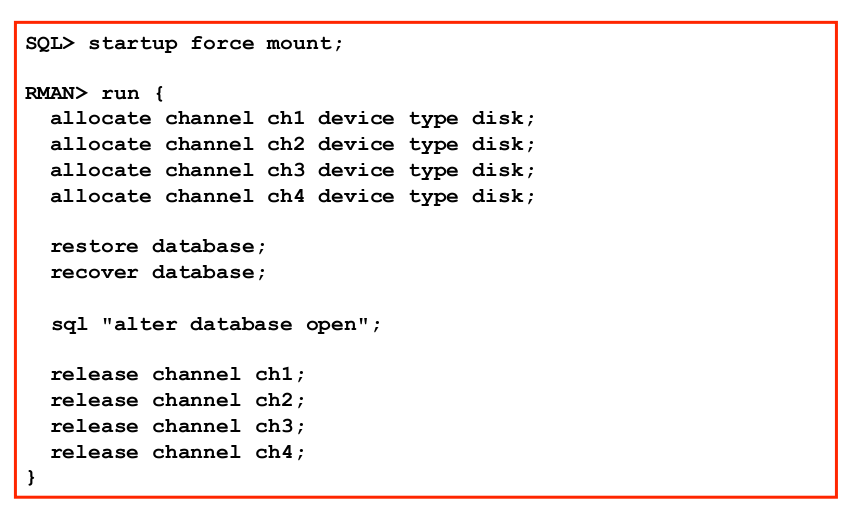 SQL> startup force mount;
RMAN> run {
allocate channel ch1 device type disk;
allocate channel ch2 device type disk;
allocate channel ch3 device type disk;
allocate channel ch4 device type disk;
restore database;
recover database;
sql "alter database open";
release channel ch1;
release channel ch2;
release channel ch3;
release channel ch4;
}